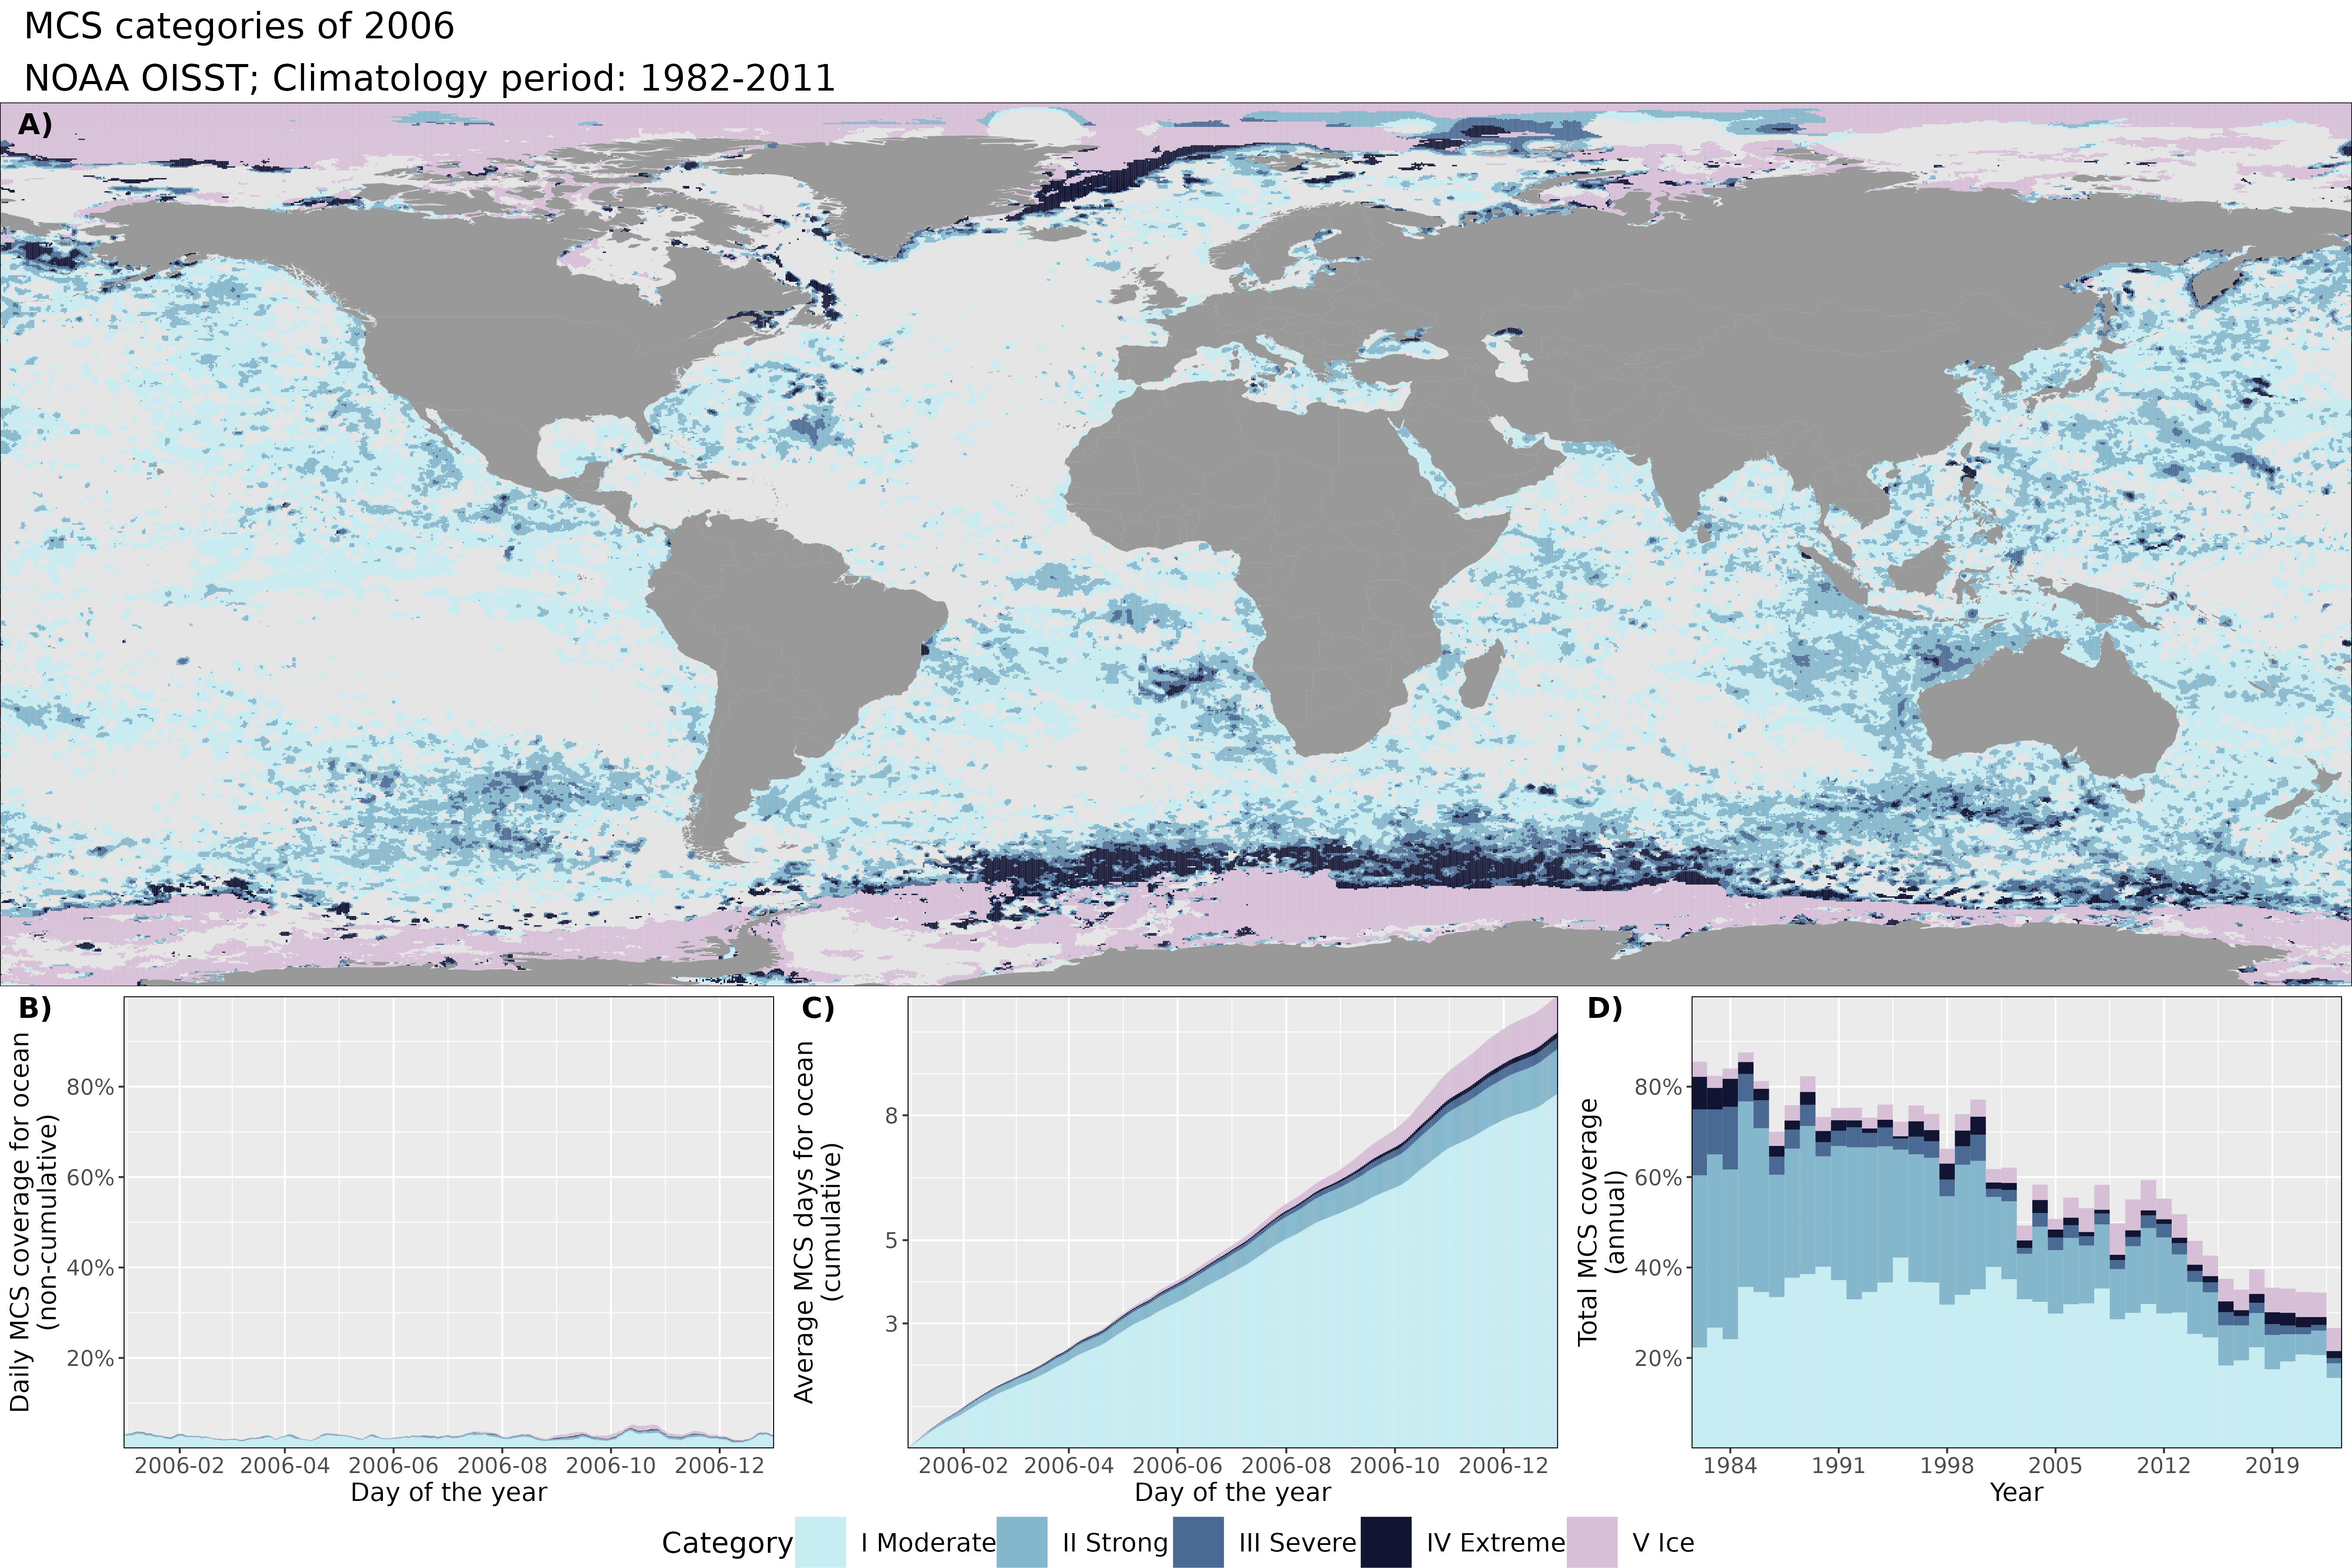 MCS categories of 2006
NOAA OISST; Climatology period: 1982-2011
A)
B)
Daily MCS coverage for ocean
(non-cumulative)
80%
60%
40%
20%
2006-02 2006-04 2006-06 2006-08 2006-10 2006-12
Day of the year
C)
Average MCS days for ocean
(cumulative)
8
5
3
2006-02 2006-04 2006-06 2006-08 2006-10 2006-12
Day of the year
D)
Total MCS coverage
(annual)
80%
60%
40%
20%
1984 1991 1998 2005 2012 2019
Year
Category I Moderate II Strong III Severe IV Extreme V Ice